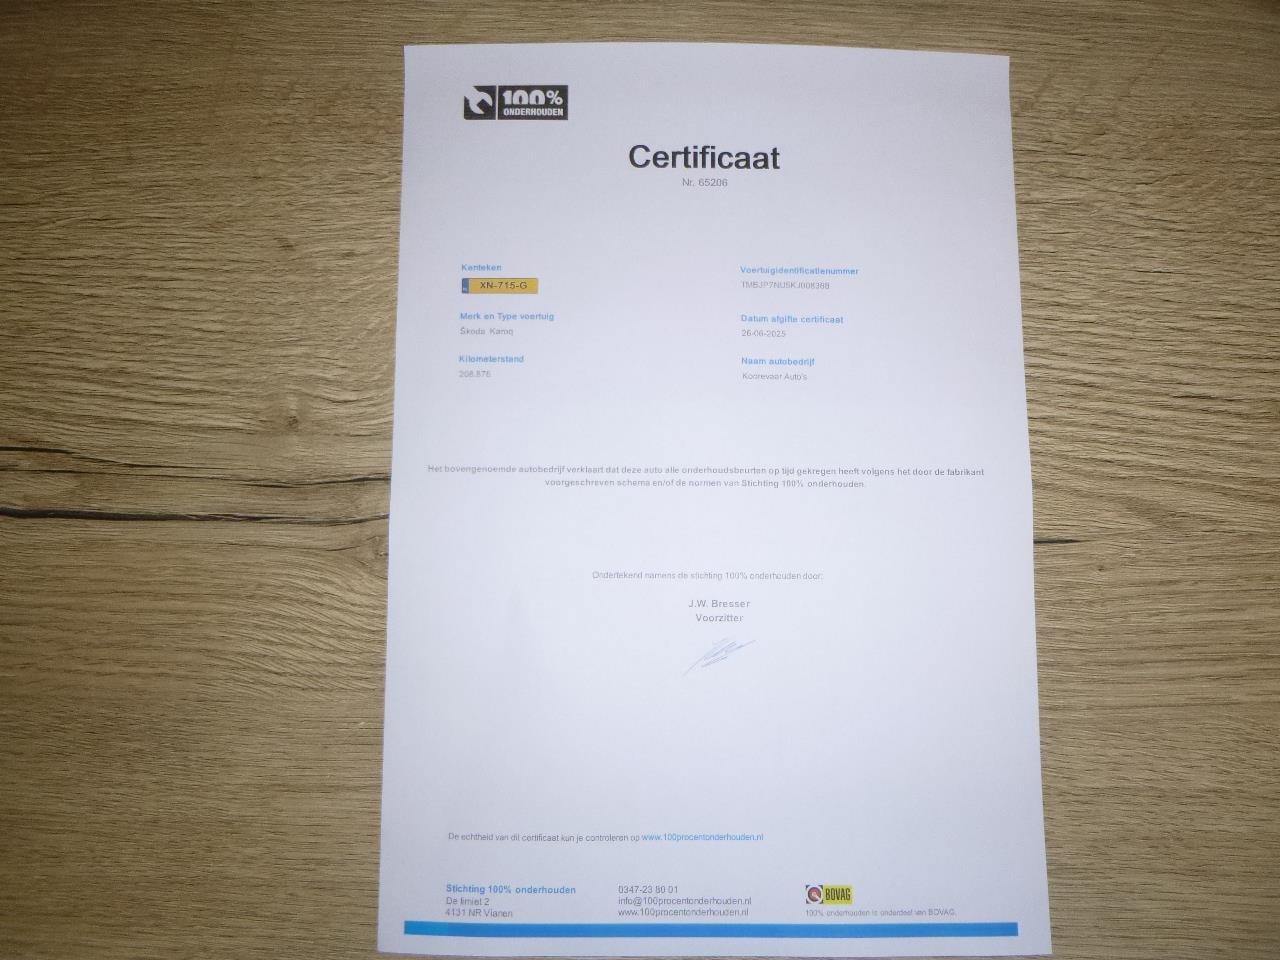 100%
ONDERHOUDEN
Certificaat
Nr. 65206
Kenteken
XN-715-G
Voertuigidentificatienummer
Merk en Type voertuig
Škoda Karoq
Datum afgifte certificaat
26-06-2025
Kilometerstand
208.876
Naam autobedrijf
Koorevaar Auto's
Het bovengenoemde autobedrijf verklaart dat deze auto alle onderhoudsbeurten op tijd gekregen heeft volgens het door de fabrikant
voorgeschreven schema en/of de normen van Stichting 100% onderhouden.
Ondertekend namens de stichting 100% onderhouden door:
J.W. Bresser
Voorzitter
De echtheid van dit certificaat kun je controleren op www.100procentonderhouden.nl
Stichting 100% onderhouden
De limiet 2
4131 NR Vianen
0347-23 80 01
info@100procentonderhouden.nl
www.100procentonderhouden.nl
BOVAG
100% onderhouden is onderdeel van BOVAG.